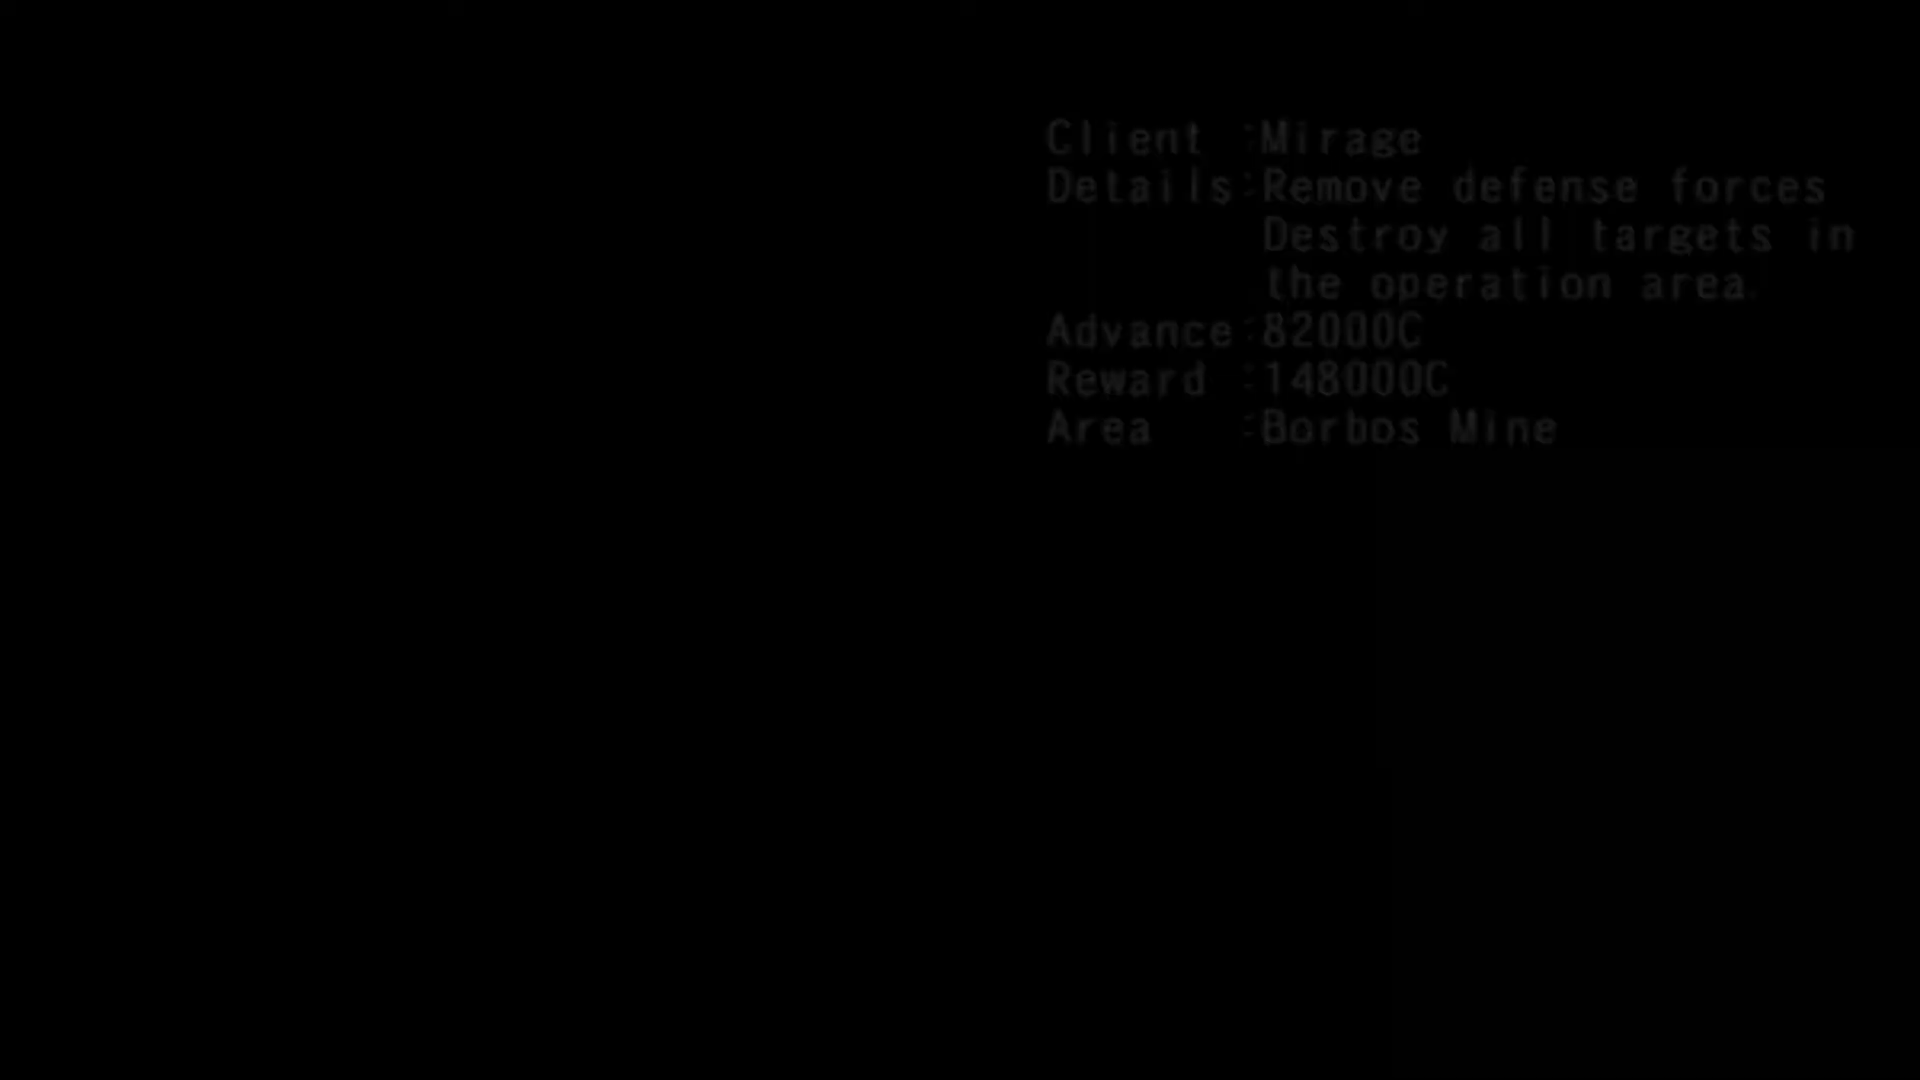 Client :Mirage
Details:Remove defense forces
Destroy all targets in
the operation area.
Advance:82000C
Reward :148000C
Area :Borbos Mine